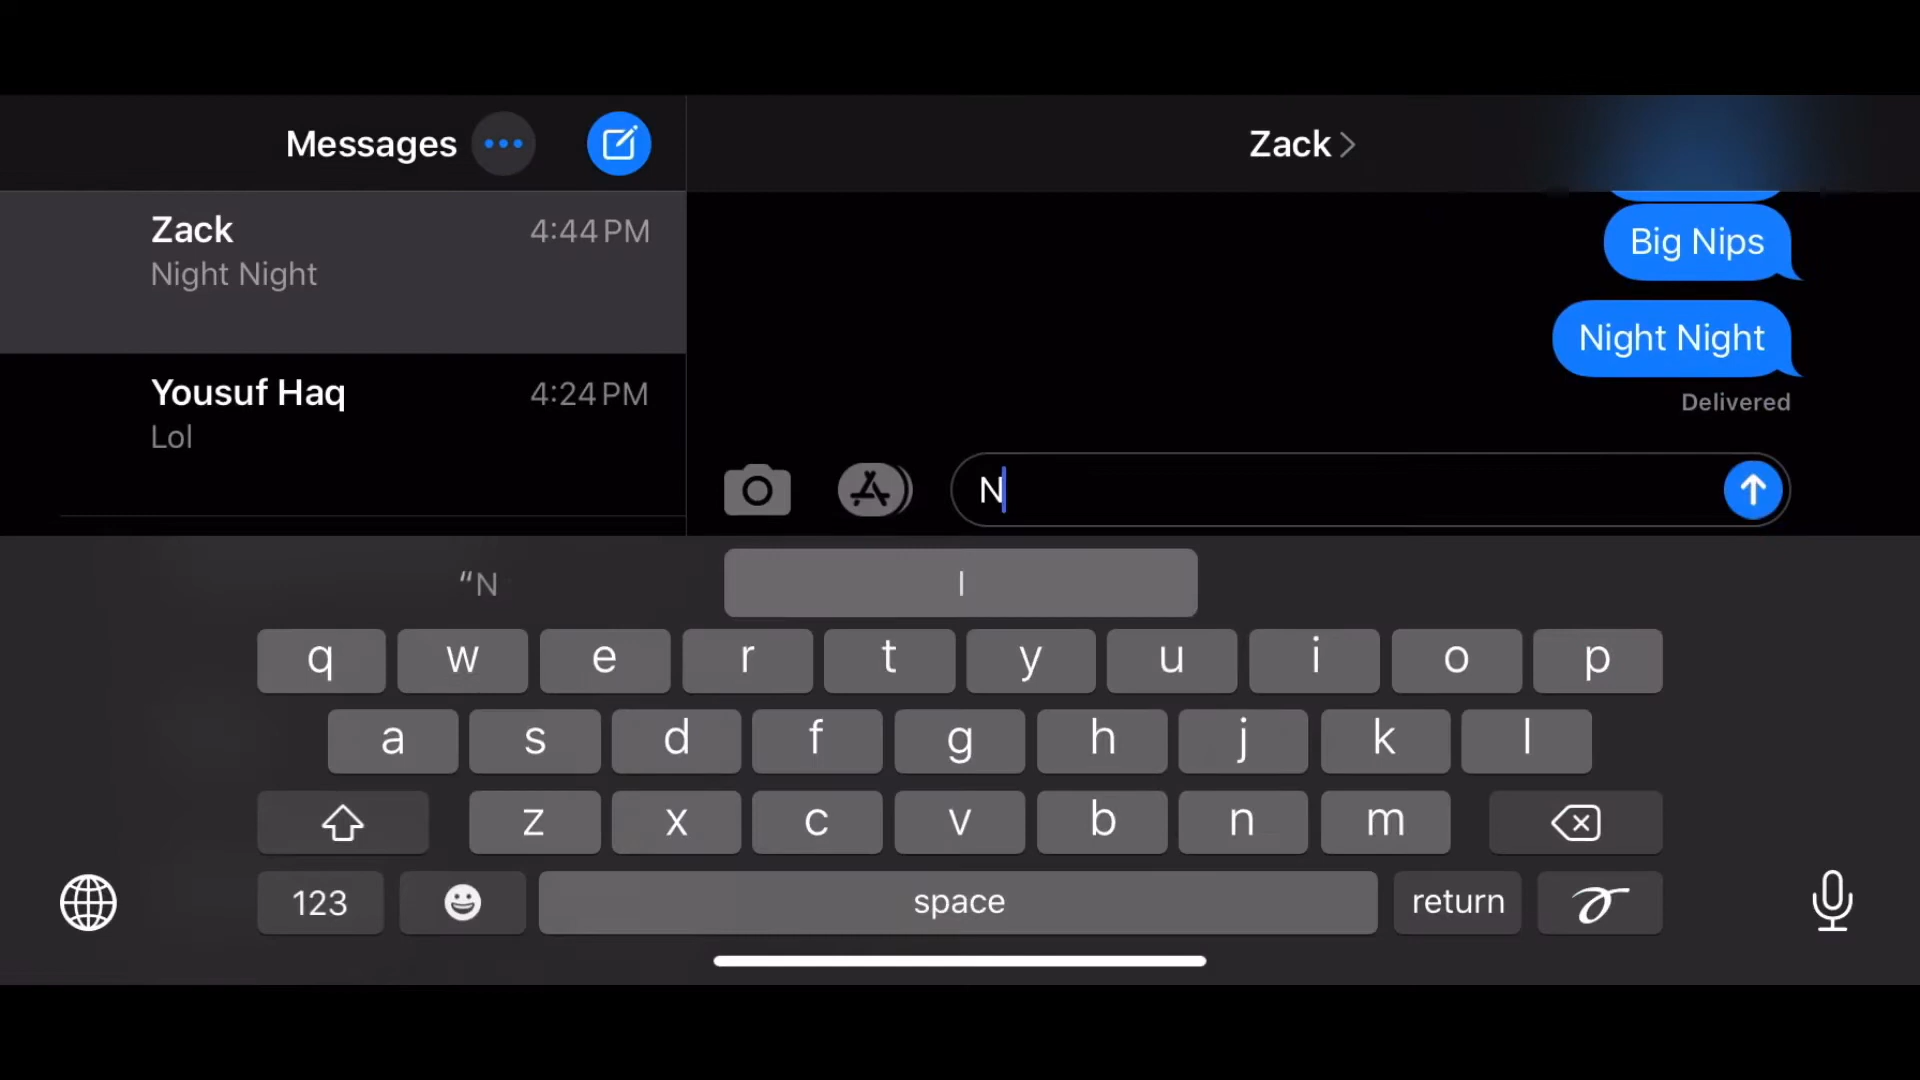 Messages
Zack
Zack 4:44 PM
Night Night
Yousuf Haq 4:24 PM
Lol
Big Nips
Night Night
Delivered
N
“N
I
q w e r t y u i o p
a s d f g h j k l
z x c v b n m
123 space return